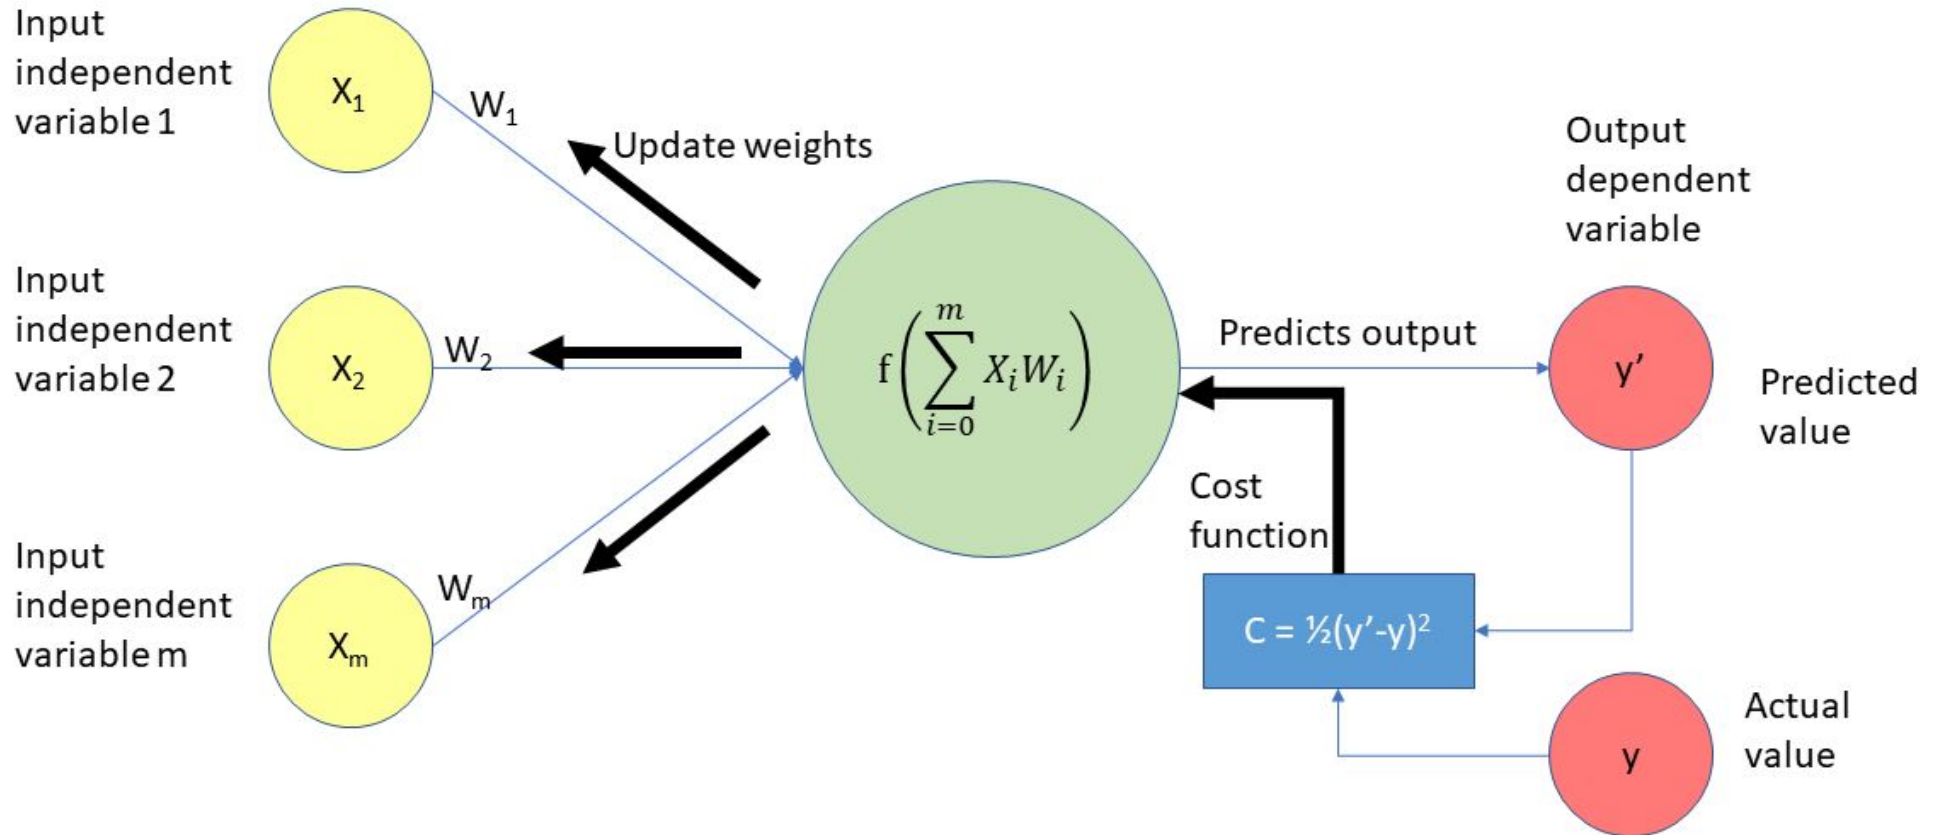 Input
independent
variable 1
X₁
W₁
Update weights
Input
independent
variable 2
X₂
W₂
Input
independent
variable m
Xₘ
Wₘ
m
f(∑ XᵢWᵢ)
i=0
Predicts output
Output
dependent
variable
y’
Predicted
value
Cost
function
C = ½(y’-y)²
y
Actual
value